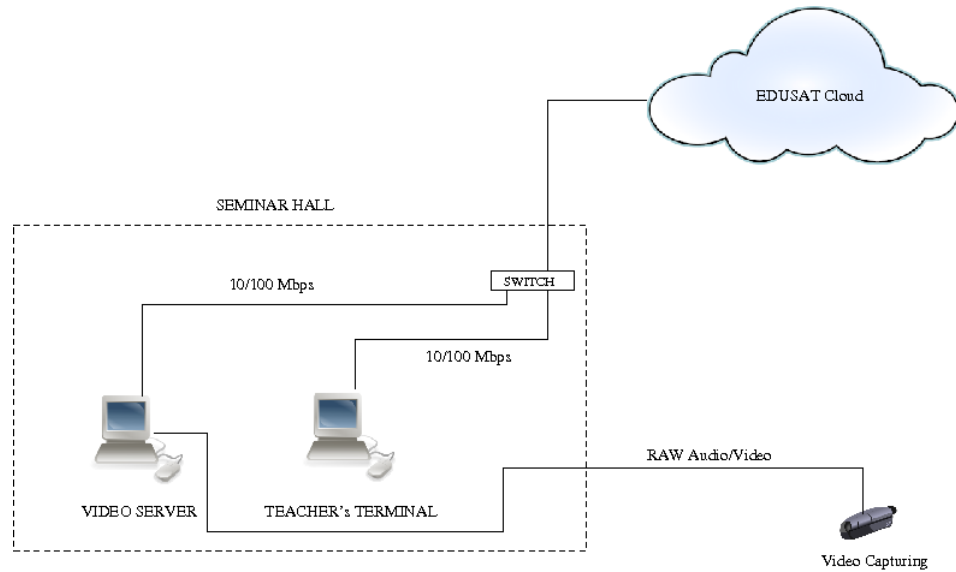 EDUSAT Cloud
SEMINAR HALL
SWITCH
10/100 Mbps
10/100 Mbps
RAW Audio/Video
VIDEO SERVER
TEACHER's TERMINAL
Video Capturing